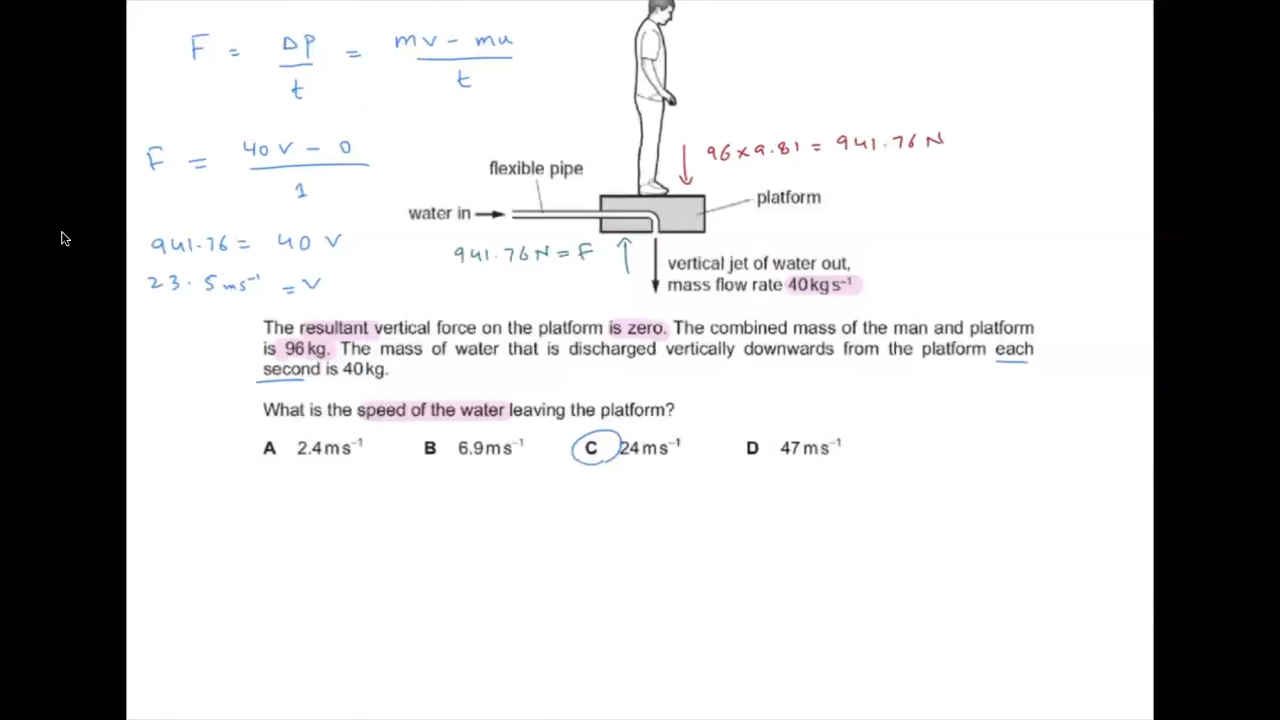 F = Δp / t = mv - mu / t
F = 40v - 0 / 1
96 × 9.81 = 941.76 N
flexible pipe
platform
water in
941.76 = 40 v
941.76 N = F
23.5 ms⁻¹ = v
vertical jet of water out,
mass flow rate 40 kg s⁻¹
The resultant vertical force on the platform is zero. The combined mass of the man and platform
is 96 kg. The mass of water that is discharged vertically downwards from the platform each
second is 40 kg.
What is the speed of the water leaving the platform?
A 2.4 m s⁻¹ B 6.9 m s⁻¹ C 24 m s⁻¹ D 47 m s⁻¹